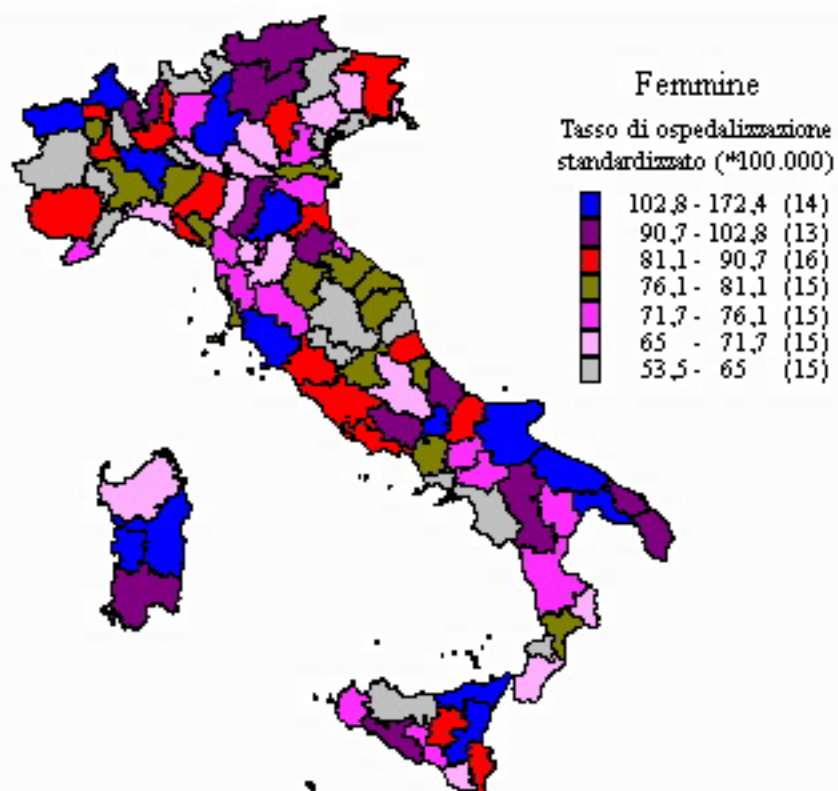 Femmine
Tasso di ospedalizzazione
standardizzato (*100.000)
102,8 - 172,4 (14)
90,7 - 102,8 (13)
81,1 - 90,7 (16)
76,1 - 81,1 (15)
71,7 - 76,1 (15)
65 - 71,7 (15)
53,5 - 65 (15)